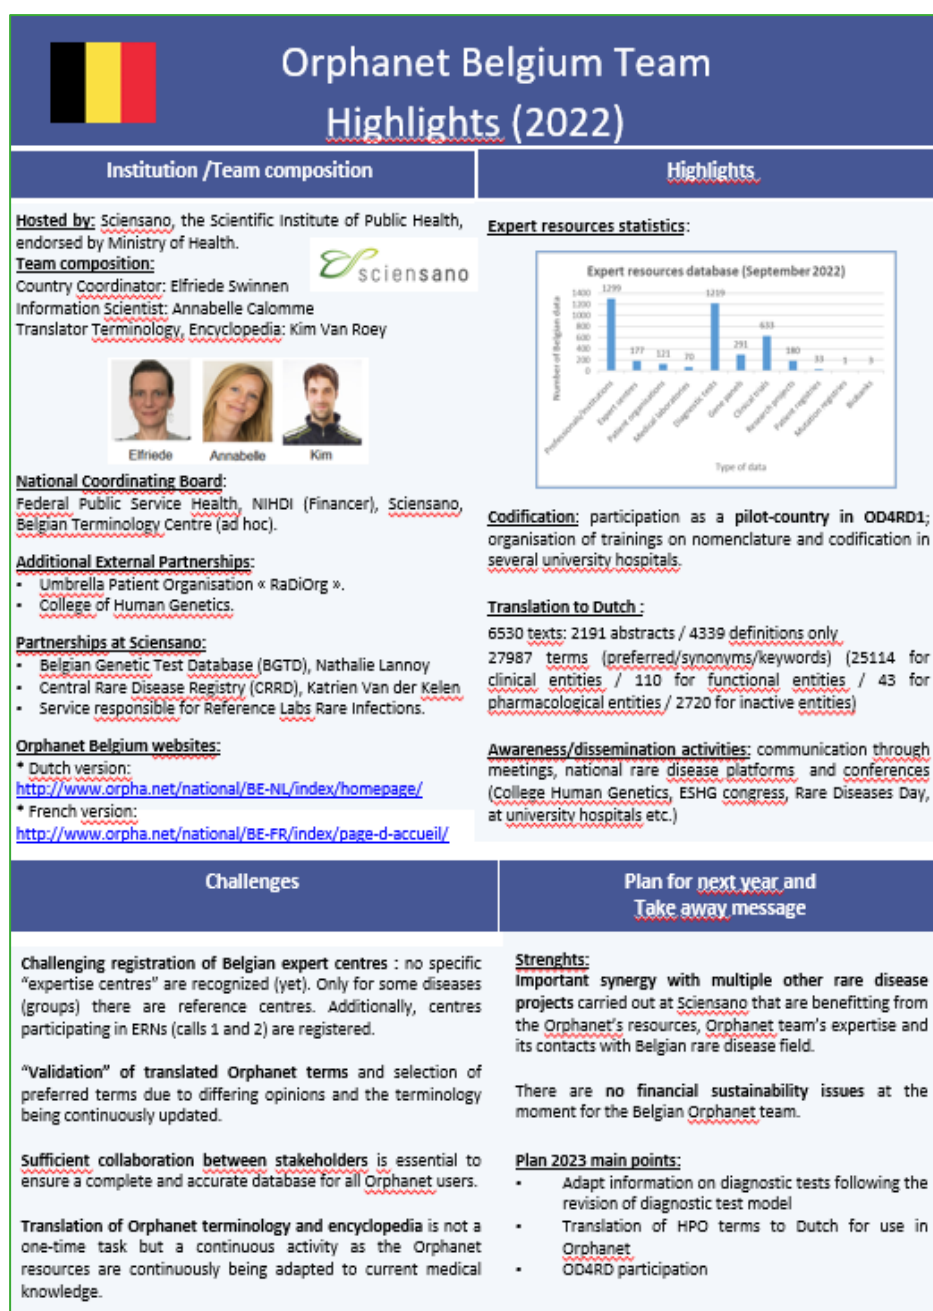 Orphanet Belgium Team
Highlights (2022)
Institution /Team composition
Hosted by: Sciensano, the Scientific Institute of Public Health,
endorsed by Ministry of Health.
Team composition:
sciensano
Country Coordinator: Elfriede Swinnen
Information Scientist: Annabelle Calomme
Translator Terminology, Encyclopedia: Kim Van Roey
Elfriede Annabelle Kim
National Coordinating Board:
Federal Public Service Health, NIHDI (Financer), Sciensano,
Belgian Terminology Centre (ad hoc).
Additional External Partnerships:
- Umbrella Patient Organisation « RaDiOrg ».
- College of Human Genetics.
Partnerships at Sciensano:
- Belgian Genetic Test Database (BGTD), Nathalie Lannoy
- Central Rare Disease Registry (CRRD), Katrien Van der Kelen
- Service responsible for Reference Labs Rare Infections.
Orphanet Belgium websites:
* Dutch version:
http://www.orpha.net/national/BE-NL/index/homepage/
* French version:
http://www.orpha.net/national/BE-FR/index/page-d-accueil/
Highlights
Expert resources statistics:
Expert resources database (September 2022)
Number of Belgian data
1400
1200
1000
800
600
400
200
0
1299
177
121
70
1219
291
633
180
33
1
3
Professionals/Institutions
Expert centres
Patient organisations
Medical laboratories
Diagnostic tests
Gene panels
Clinical trials
Research projects
Patient registries
Mutation registries
Biobanks
Type of data
Codification: participation as a pilot-country in OD4RD1;
organisation of trainings on nomenclature and codification in
several university hospitals.
Translation to Dutch :
6530 texts: 2191 abstracts / 4339 definitions only
27987 terms (preferred/synonyms/keywords) (25114 for
clinical entities / 110 for functional entities / 43 for
pharmacological entities / 2720 for inactive entities)
Awareness/dissemination activities: communication through
meetings, national rare disease platforms and conferences
(College Human Genetics, ESHG congress, Rare Diseases Day,
at university hospitals etc.)
Challenges
Challenging registration of Belgian expert centres : no specific
"expertise centres" are recognized (yet). Only for some diseases
(groups) there are reference centres. Additionally, centres
participating in ERNs (calls 1 and 2) are registered.
"Validation" of translated Orphanet terms and selection of
preferred terms due to differing opinions and the terminology
being continuously updated.
Sufficient collaboration between stakeholders is essential to
ensure a complete and accurate database for all Orphanet users.
Translation of Orphanet terminology and encyclopedia is not a
one-time task but a continuous activity as the Orphanet
resources are continuously being adapted to current medical
knowledge.
Plan for next year and
Take away message
Strenghts:
Important synergy with multiple other rare disease
projects carried out at Sciensano that are benefitting from
the Orphanet's resources, Orphanet team's expertise and
its contacts with Belgian rare disease field.
There are no financial sustainability issues at the
moment for the Belgian Orphanet team.
Plan 2023 main points:
- Adapt information on diagnostic tests following the
revision of diagnostic test model
- Translation of HPO terms to Dutch for use in
Orphanet
- OD4RD participation